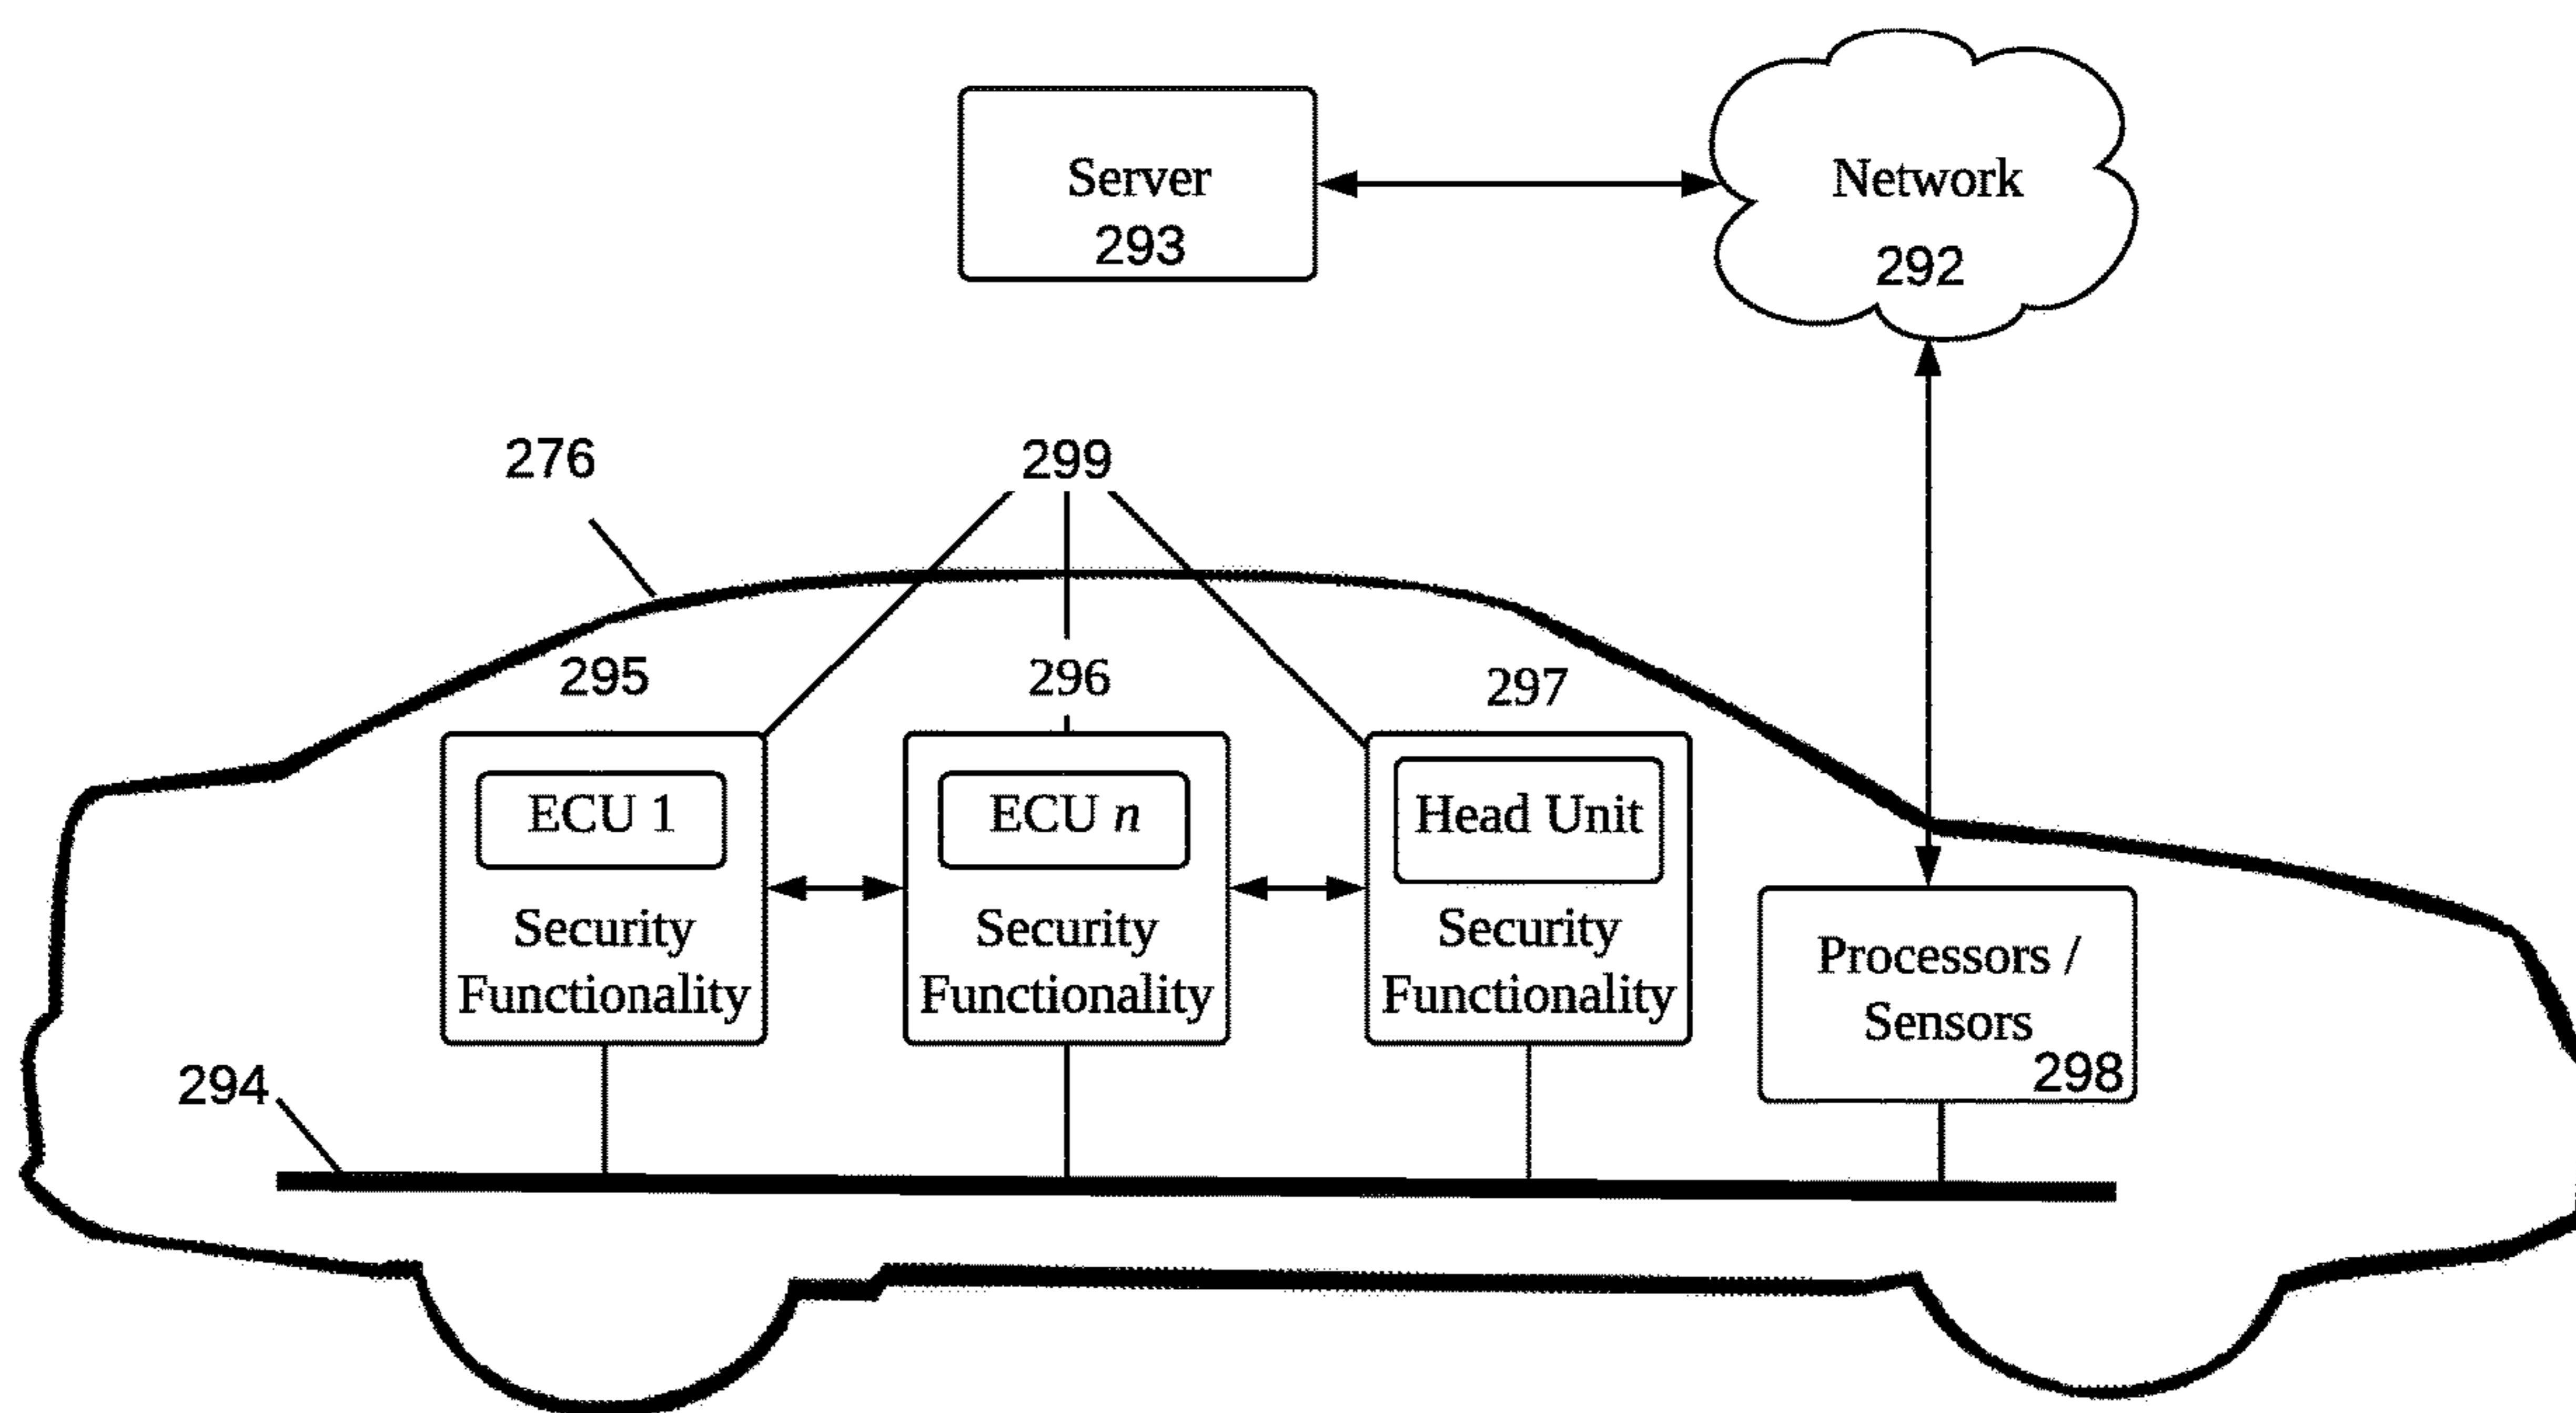 Server
293
Network
292
276
299
295
296
297
ECU 1
Security
Functionality
ECU n
Security
Functionality
Head Unit
Security
Functionality
Processors /
Sensors
298
294